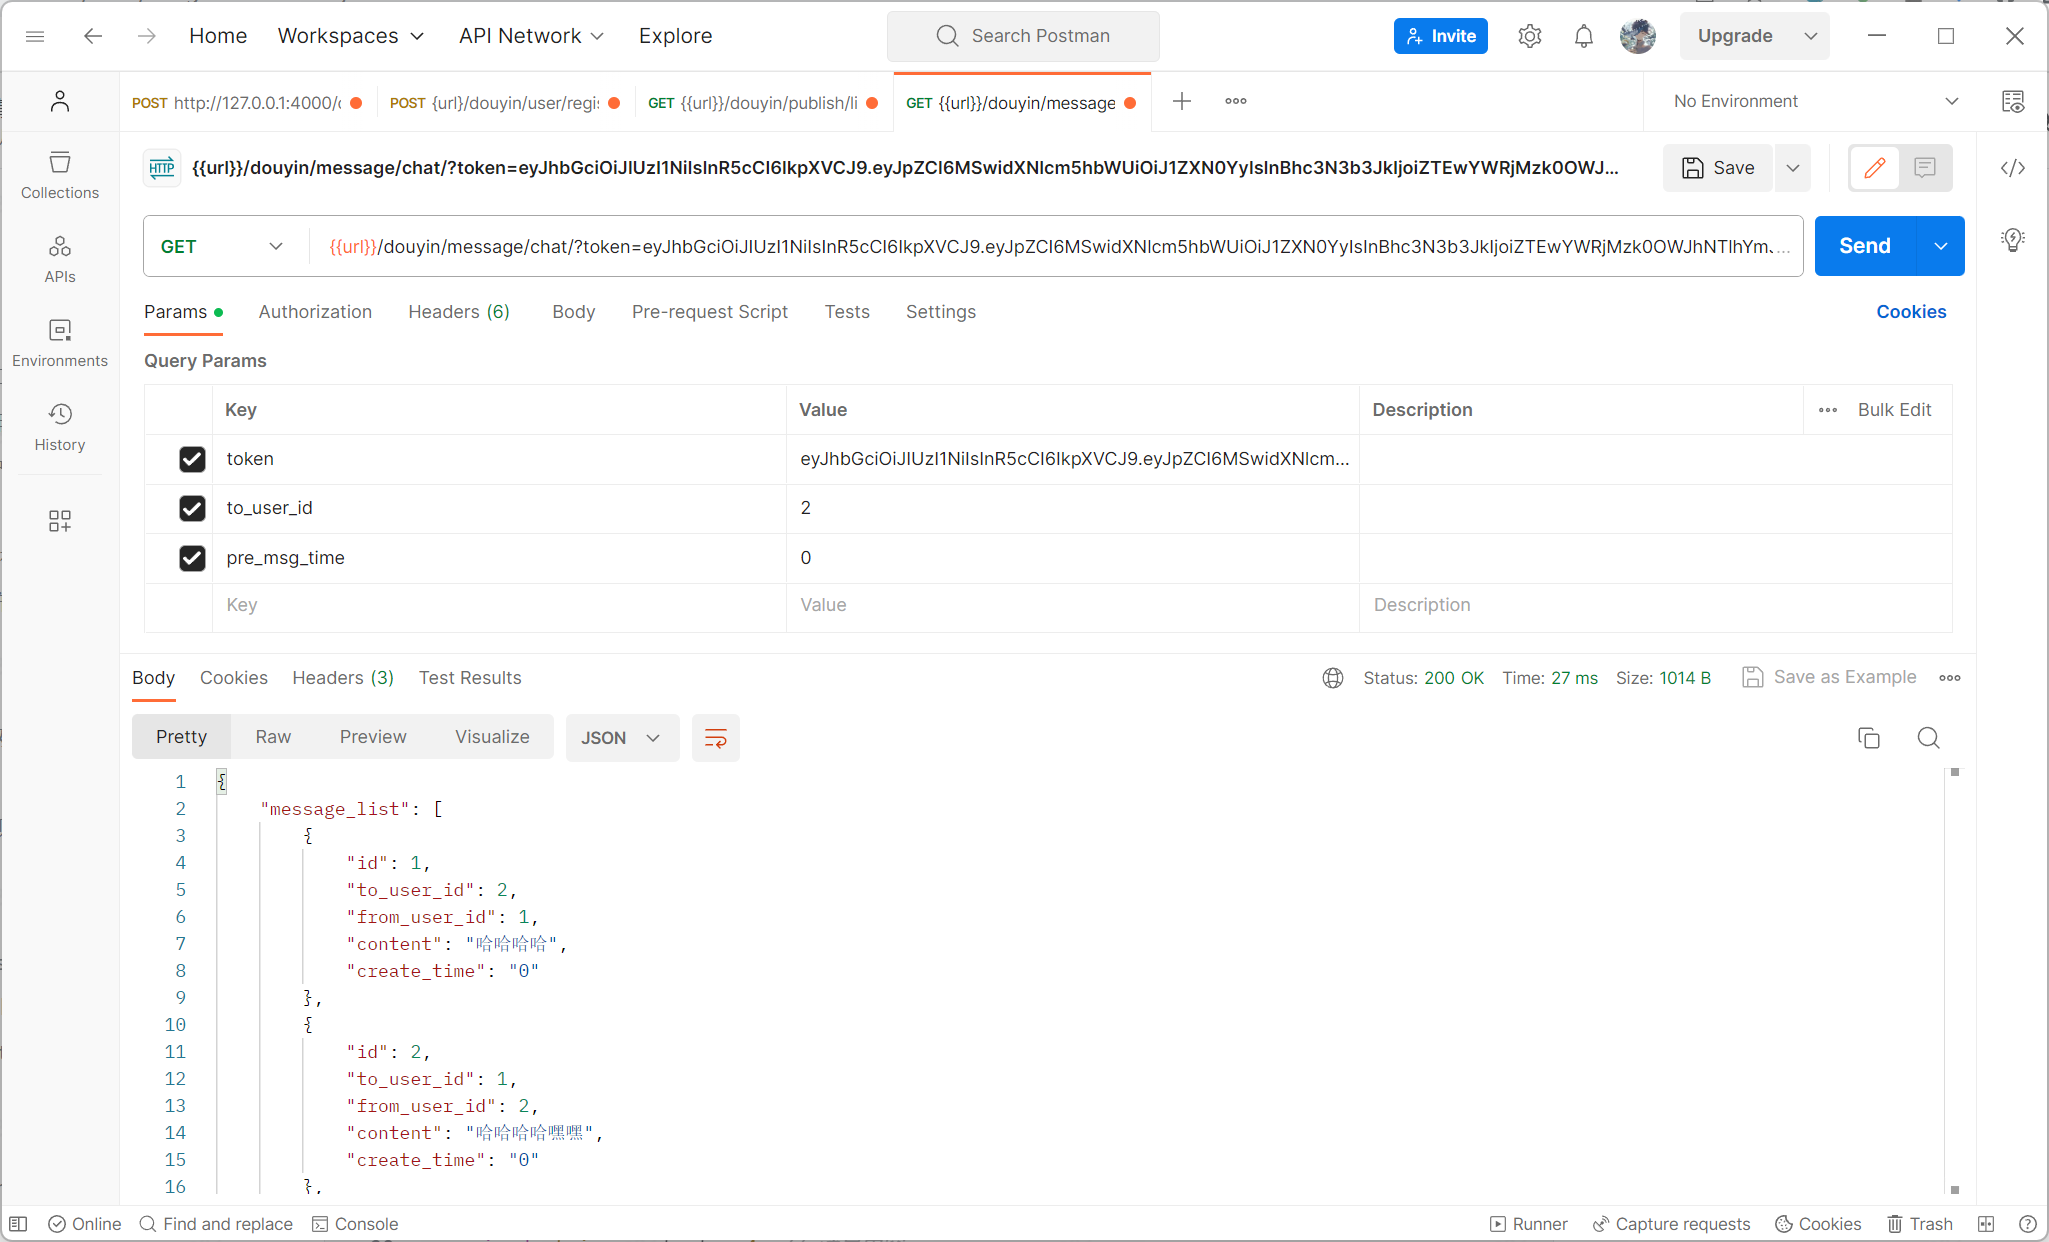 Home Workspaces API Network Explore Search Postman Invite Upgrade
POST http://127.0.0.1:4000/c POST {url}/douyin/user/regis GET {{url}}/douyin/publish/li GET {{url}}/douyin/message No Environment
HTTP {{url}}/douyin/message/chat/?token=eyJhbGciOiJIUzI1NiIsInR5cCI6IkpXVCJ9.eyJpZCI6MSwidXNlcm5hbWUiOiJ1ZXN0YyIsInBhc3N3b3JkIjoiZTEwYWRjMzk0OWJ... Save
GET {{url}}/douyin/message/chat/?token=eyJhbGciOiJIUzI1NiIsInR5cCI6IkpXVCJ9.eyJpZCI6MSwidXNlcm5hbWUiOiJ1ZXN0YyIsInBhc3N3b3JkIjoiZTEwYWRjMzk0OWJhNTlhYm... Send
Params Authorization Headers (6) Body Pre-request Script Tests Settings Cookies
Query Params
Key Value Description Bulk Edit
token eyJhbGciOiJIUzI1NiIsInR5cCI6IkpXVCJ9.eyJpZCI6MSwidXNlcm...
to_user_id 2
pre_msg_time 0
Key Value Description
Collections
APIs
Environments
History
Body Cookies Headers (3) Test Results Status: 200 OK Time: 27 ms Size: 1014 B Save as Example
Pretty Raw Preview Visualize JSON
1 {
2 "message_list": [
3 {
4 "id": 1,
5 "to_user_id": 2,
6 "from_user_id": 1,
7 "content": "哈哈哈哈",
8 "create_time": "0"
9 },
10 {
11 "id": 2,
12 "to_user_id": 1,
13 "from_user_id": 2,
14 "content": "哈哈哈哈嘿嘿",
15 "create_time": "0"
16 },
Online Find and replace Console Runner Capture requests Cookies Trash